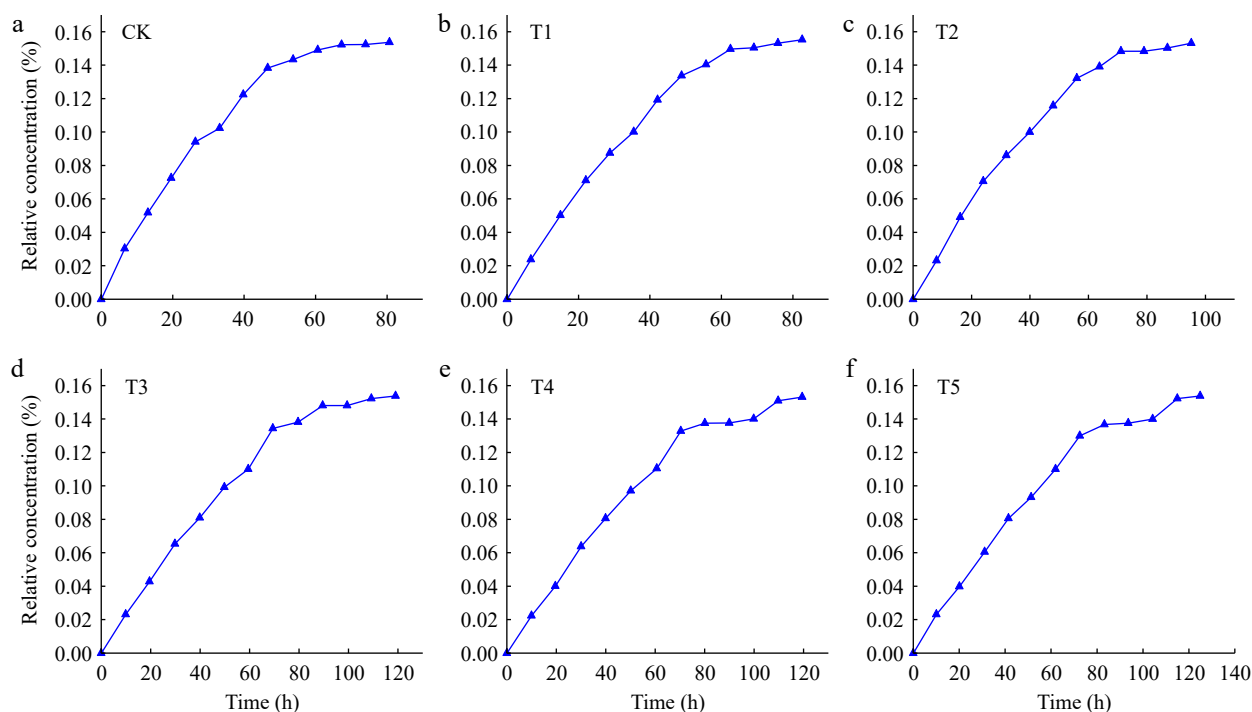 a CK b T1 c T2
Relative concentration (%)
0.16 0.16 0.16
0.14 0.14 0.14
0.12 0.12 0.12
0.10 0.10 0.10
0.08 0.08 0.08
0.06 0.06 0.06
0.04 0.04 0.04
0.02 0.02 0.02
0.00 0.00 0.00
0 20 40 60 80 0 20 40 60 80 0 20 40 60 80 100
d T3 e T4 f T5
Relative concentration (%)
0.16 0.16 0.16
0.14 0.14 0.14
0.12 0.12 0.12
0.10 0.10 0.10
0.08 0.08 0.08
0.06 0.06 0.06
0.04 0.04 0.04
0.02 0.02 0.02
0.00 0.00 0.00
0 20 40 60 80 100 120 0 20 40 60 80 100 120 0 20 40 60 80 100 120 140
Time (h) Time (h) Time (h)